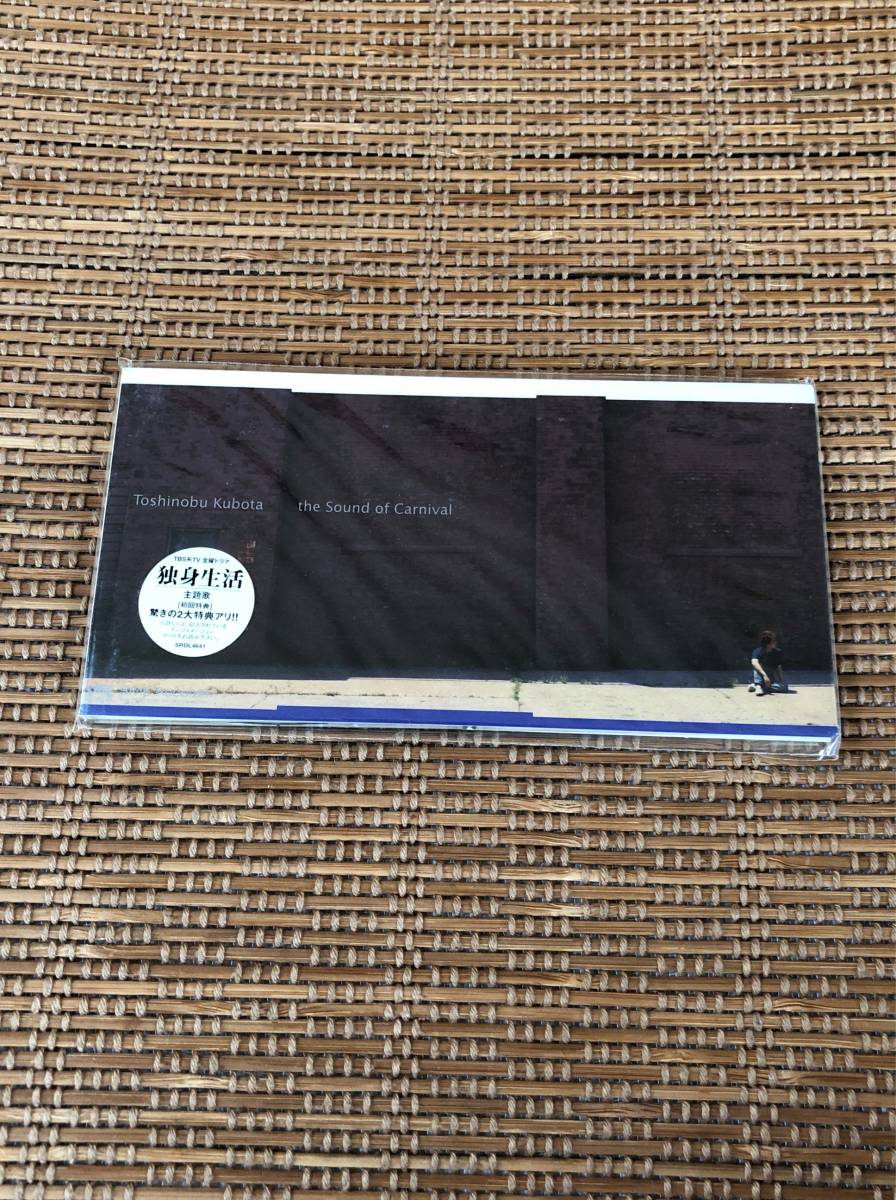 Toshinobu Kubota the Sound of Carnival
TBS系TV 金曜ドラマ
独身生活
主題歌
[初回特典]
驚きの2大特典アリ!!
SRDL4641